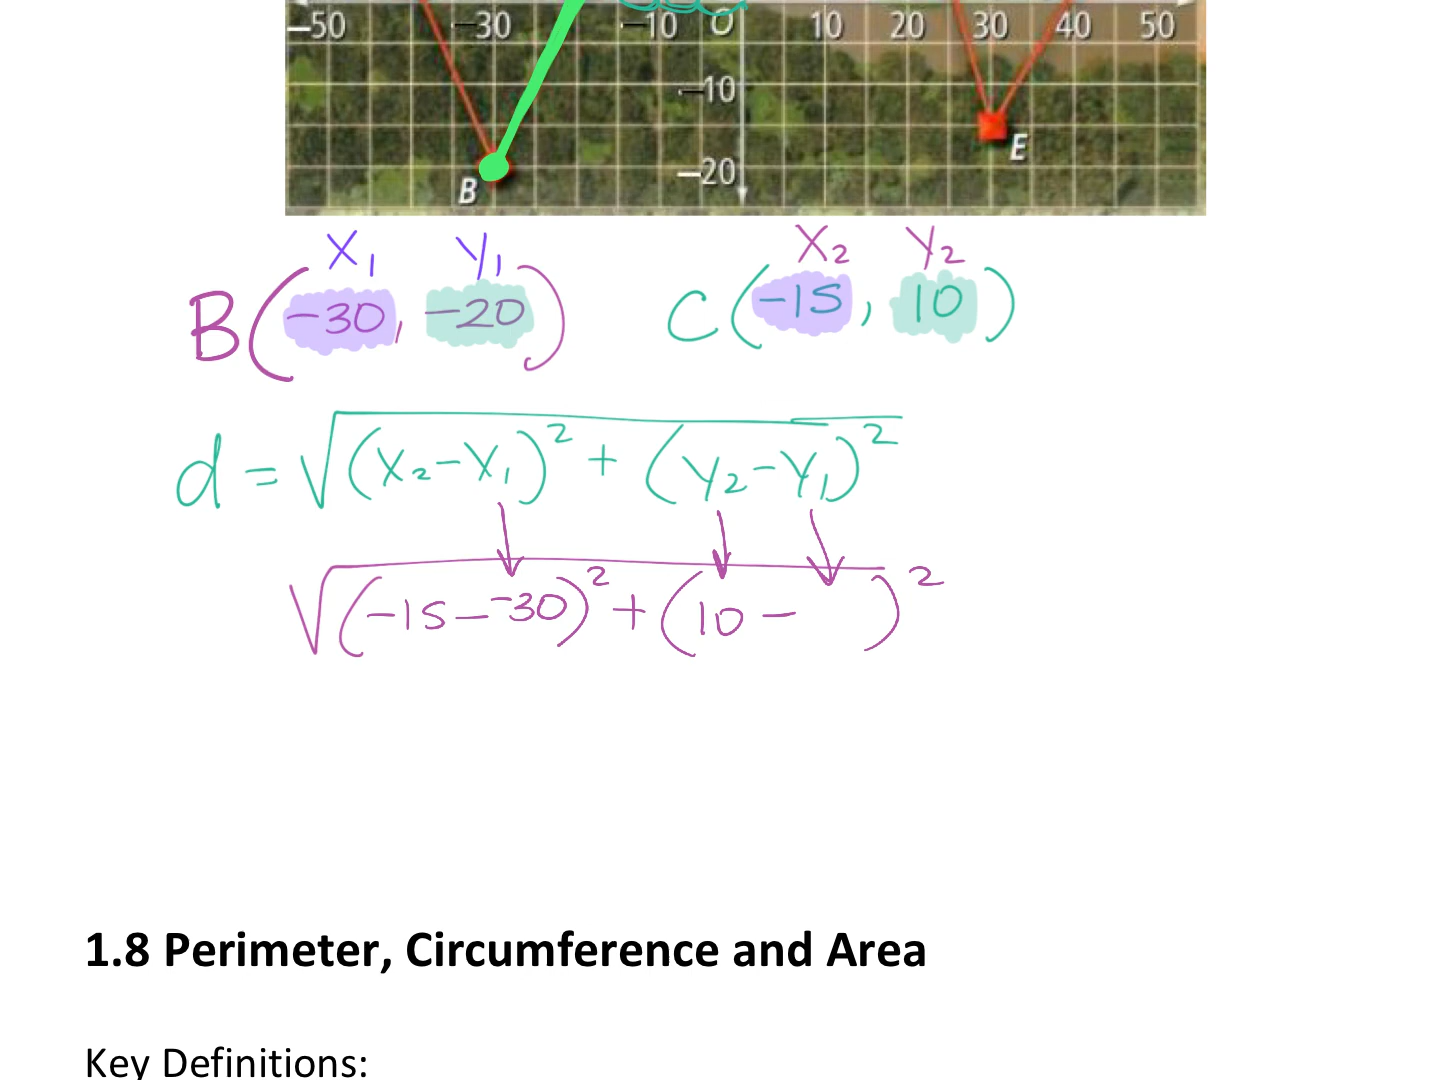 −50 −30 −10 O 10 20 30 40 50
−10
E
−20
B
X₁ Y₁ X₂ Y₂
B(−30, −20) C(−15, 10)
d = √(X₂−X₁)² + (Y₂−Y₁)²
√(−15−⁻30)² + (10− )²
1.8 Perimeter, Circumference and Area
Key Definitions: